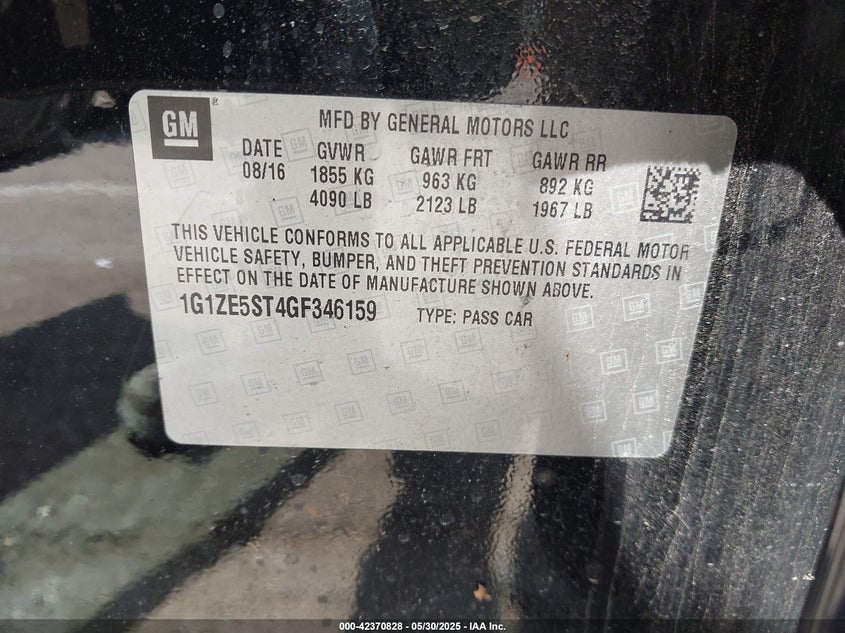 GM ®
MFD BY GENERAL MOTORS LLC
DATE GVWR GAWR FRT GAWR RR
08/16 1855 KG 963 KG 892 KG
4090 LB 2123 LB 1967 LB
THIS VEHICLE CONFORMS TO ALL APPLICABLE U.S. FEDERAL MOTOR
VEHICLE SAFETY, BUMPER, AND THEFT PREVENTION STANDARDS IN
EFFECT ON THE DATE OF MANUFACTURE SHOWN ABOVE.
1G1ZE5ST4GF346159 TYPE: PASS CAR
000-42370828 - 05/30/2025 - IAA Inc.